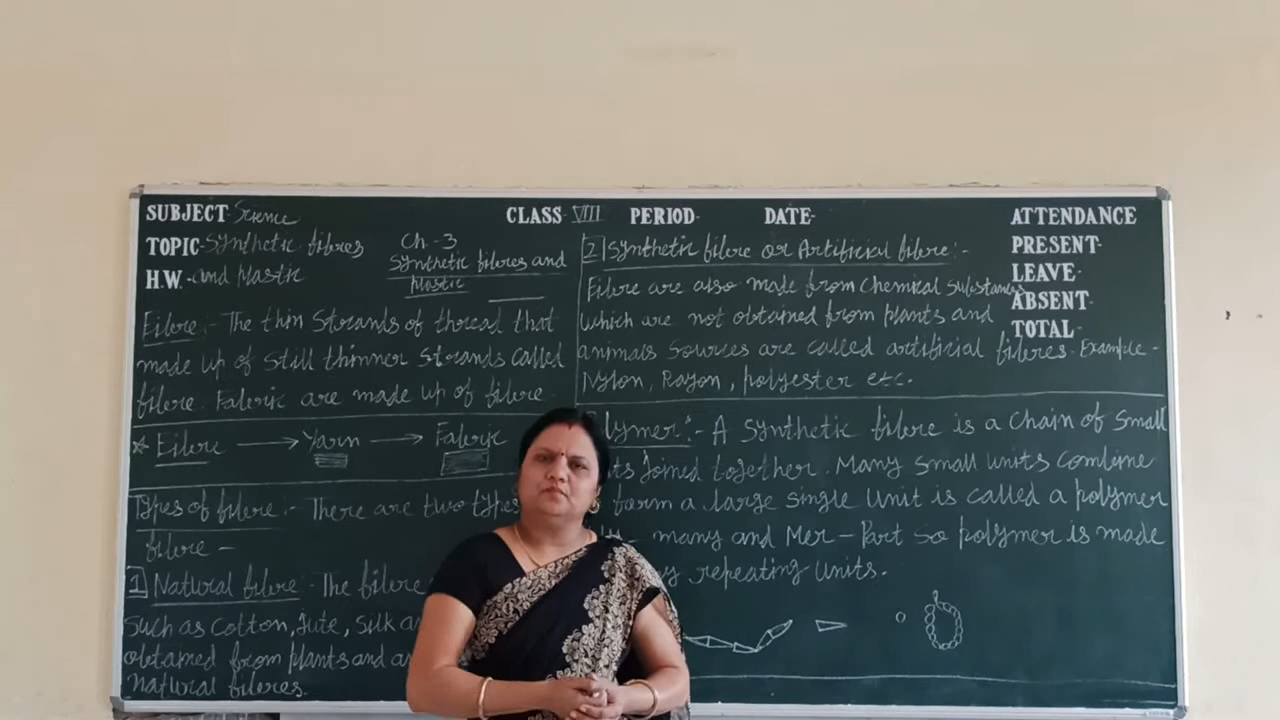 SUBJECT- Science
CLASS- VIII
PERIOD-
DATE-
ATTENDANCE
TOPIC- Synthetic fibres
H.W.- and Plastic
PRESENT-
LEAVE-
ABSENT-
TOTAL-
Ch - 3
Synthetic fibres and
Plastic
Fibre :- The thin Strands of thread that
made up of still thinner strands called
fibre. Fabric are made up of fibre.
* Fibre → Yarn → Fabric
Types of fibre :- There are two types
fibre -
1 Natural fibre - The fibre
Such as Cotton, Jute, Silk a
obtained from plants and an
Natural fibres.
2 Synthetic fibre or Artificial fibre :-
Fibre are also made from Chemical Substances
which are not obtained from plants and
animals sources are called artificial fibres. Example -
Nylon, Rayon, polyester etc.
lymer :- A Synthetic fibre is a Chain of Small
ts joined together. Many small units combine
form a large single unit is called a polymer
many and Mer - Part So polymer is made
repeating units.